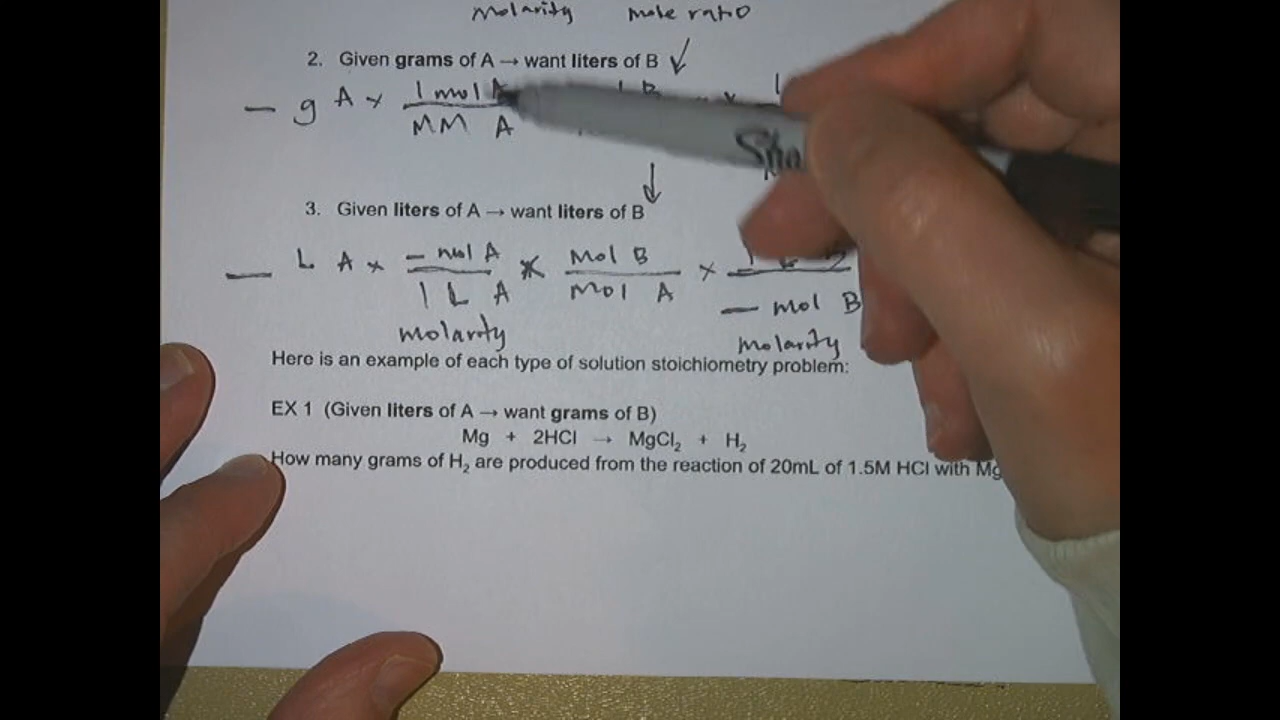 Molarity mole ratio
2. Given grams of A → want liters of B ↓
— g A × 1 mol A / MM A B ×
↓
3. Given liters of A → want liters of B
— L A × — mol A / 1 L A × Mol B / Mol A × 1 L B / — mol B
molarity molarity
Here is an example of each type of solution stoichiometry problem:
EX 1 (Given liters of A → want grams of B)
Mg + 2HCl → MgCl₂ + H₂
How many grams of H₂ are produced from the reaction of 20mL of 1.5M HCl with Mg